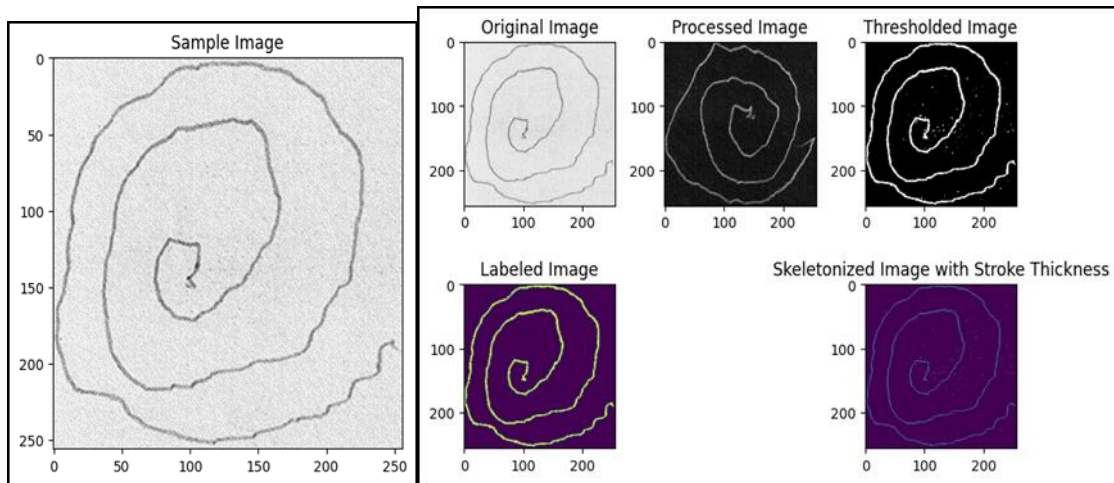 Sample Image
0
50
100
150
200
250
0 50 100 150 200 250
Original Image Processed Image Thresholded Image
0 0 0
100 100 100
200 200 200
0 100 200 0 100 200 0 100 200
Labeled Image Skeletonized Image with Stroke Thickness
0 0
100 100
200 200
0 100 200 0 100 200